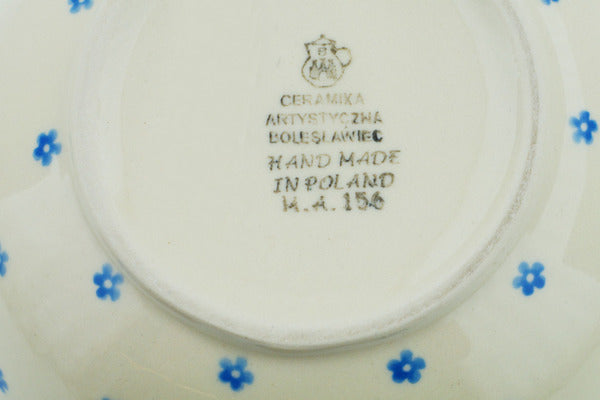 CERAMIKA
ARTYSTYCZNA
BOLESŁAWIEC
HAND MADE
IN POLAND
W.A. 156